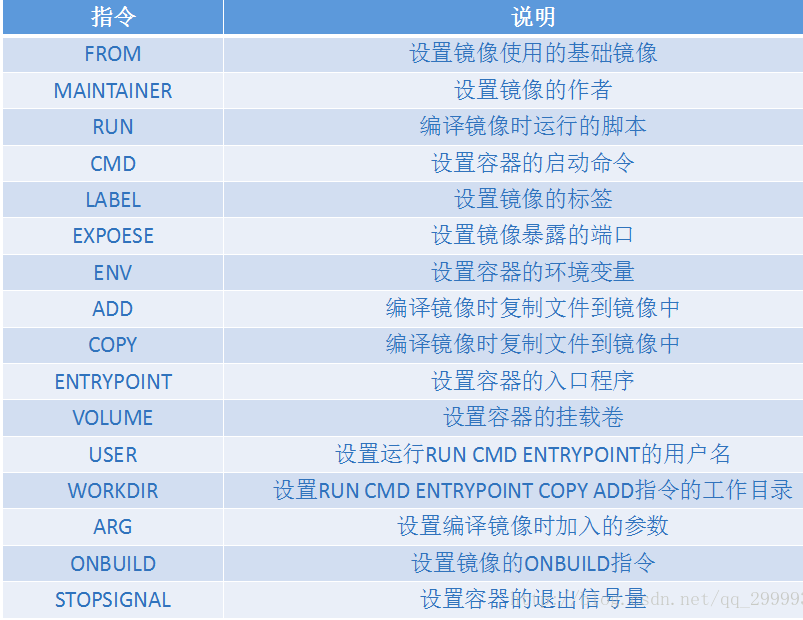 指令 说明
FROM 设置镜像使用的基础镜像
MAINTAINER 设置镜像的作者
RUN 编译镜像时运行的脚本
CMD 设置容器的启动命令
LABEL 设置镜像的标签
EXPOESE 设置镜像暴露的端口
ENV 设置容器的环境变量
ADD 编译镜像时复制文件到镜像中
COPY 编译镜像时复制文件到镜像中
ENTRYPOINT 设置容器的入口程序
VOLUME 设置容器的挂载卷
USER 设置运行RUN CMD ENTRYPOINT的用户名
WORKDIR 设置RUN CMD ENTRYPOINT COPY ADD指令的工作目录
ARG 设置编译镜像时加入的参数
ONBUILD 设置镜像的ONBUILD指令
STOPSIGNAL 设置容器的退出信号量